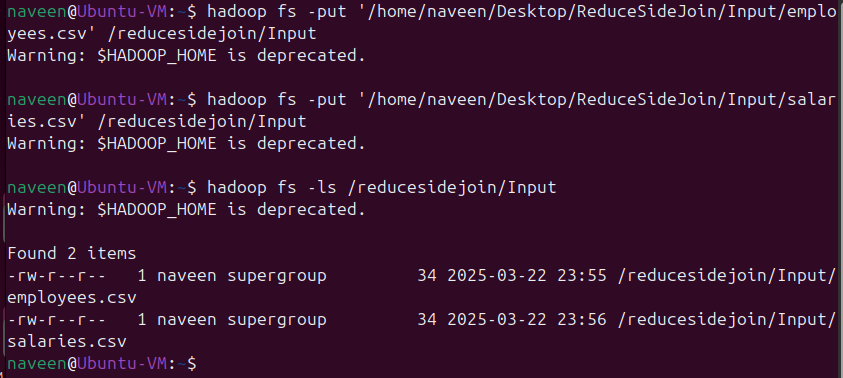 naveen@Ubuntu-VM:~$ hadoop fs -put '/home/naveen/Desktop/ReduceSideJoin/Input/emplo
yees.csv' /reducesidejoin/Input
Warning: $HADOOP_HOME is deprecated.
naveen@Ubuntu-VM:~$ hadoop fs -put '/home/naveen/Desktop/ReduceSideJoin/Input/salar
ies.csv' /reducesidejoin/Input
Warning: $HADOOP_HOME is deprecated.
naveen@Ubuntu-VM:~$ hadoop fs -ls /reducesidejoin/Input
Warning: $HADOOP_HOME is deprecated.
Found 2 items
-rw-r--r--   1 naveen supergroup         34 2025-03-22 23:55 /reducesidejoin/Input/
employees.csv
-rw-r--r--   1 naveen supergroup         34 2025-03-22 23:56 /reducesidejoin/Input/
salaries.csv
naveen@Ubuntu-VM:~$